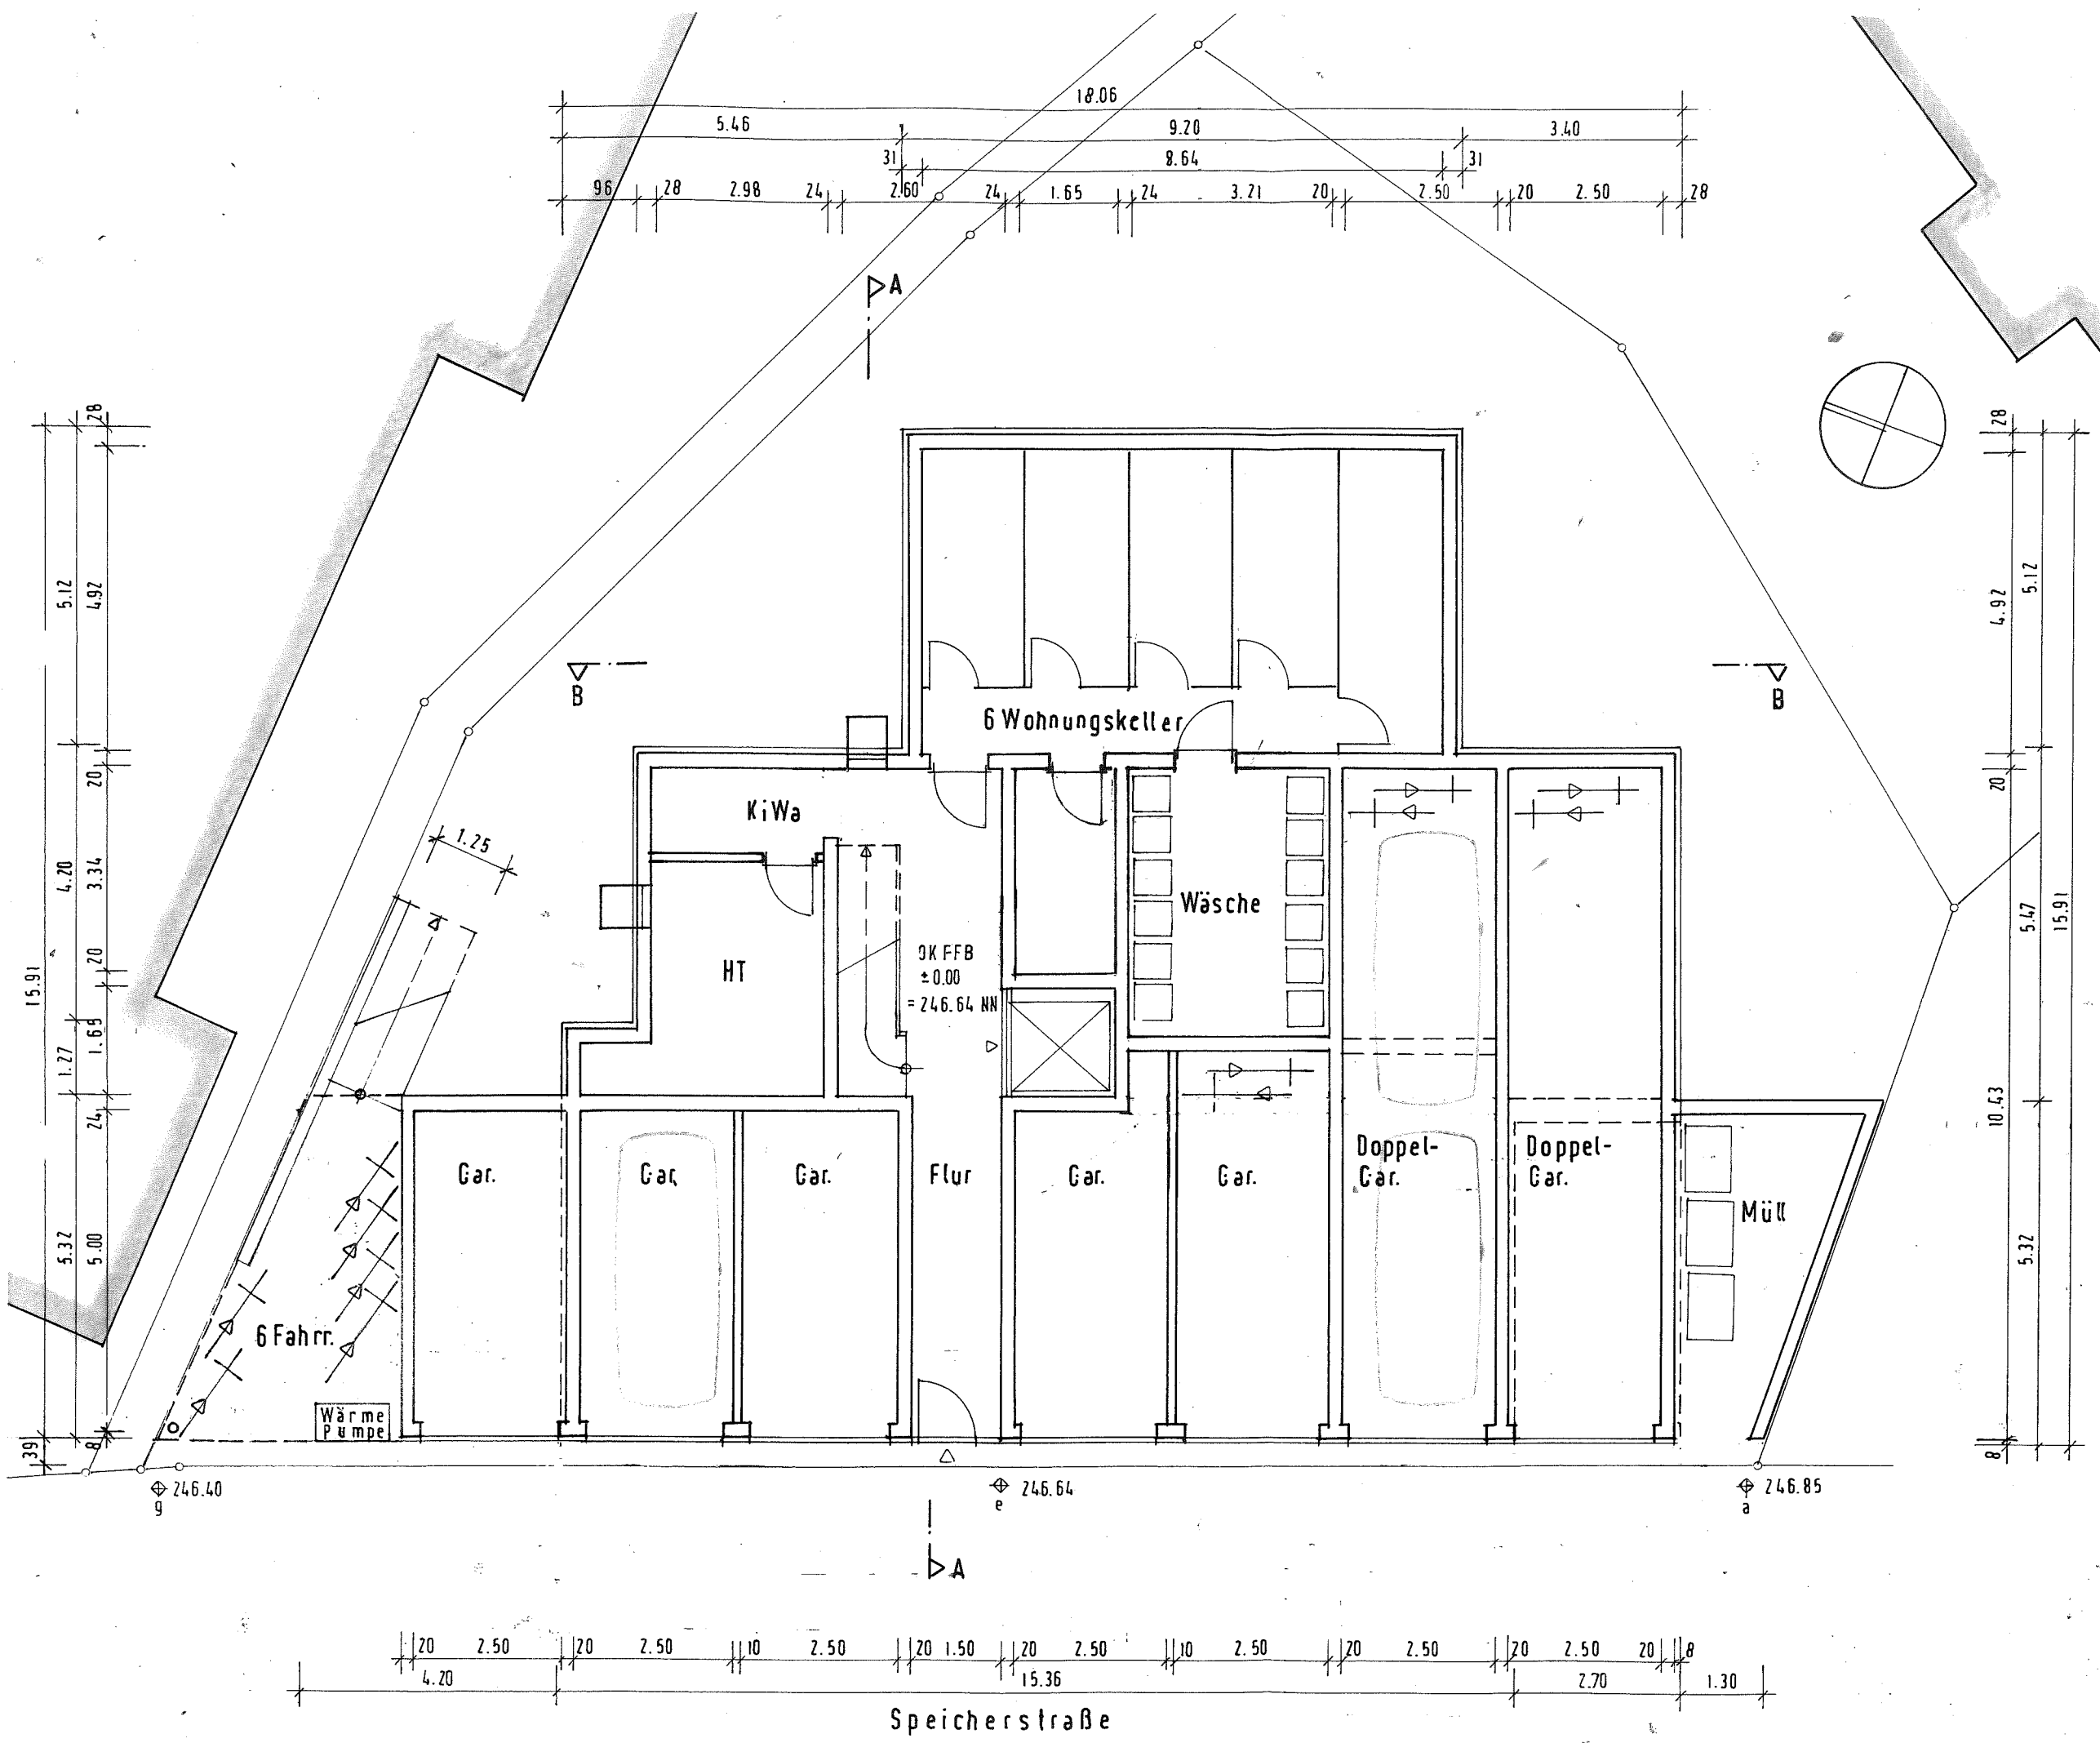 18.06
5.46 9.20 3.40
31 8.64 31
96 28 2.98 24 2.60 24 1.65 24 3.21 20 2.50 20 2.50 28
A
28
5.12
4.92
20
4.20
3.34
20
15.91
1.27
1.65
24
5.32
5.00
39
8
28
5.12
4.92
20
5.47
15.91
10.43
5.32
8
B
B
6 Wohnungskeller
KiWa
1.25
Wäsche
HT
OK FFB
±0.00
= 246.64 NN
Gar.
Gar.
Gar.
Flur
Gar.
Gar.
Doppel-
Gar.
Doppel-
Gar.
Müll
6 Fahrr.
Wärme
Pumpe
246.40
g
246.64
e
246.85
a
A
20 2.50 20 2.50 10 2.50 20 1.50 20 2.50 10 2.50 20 2.50 20 2.50 20 8
4.20 15.36 2.70 1.30
Speicherstraße